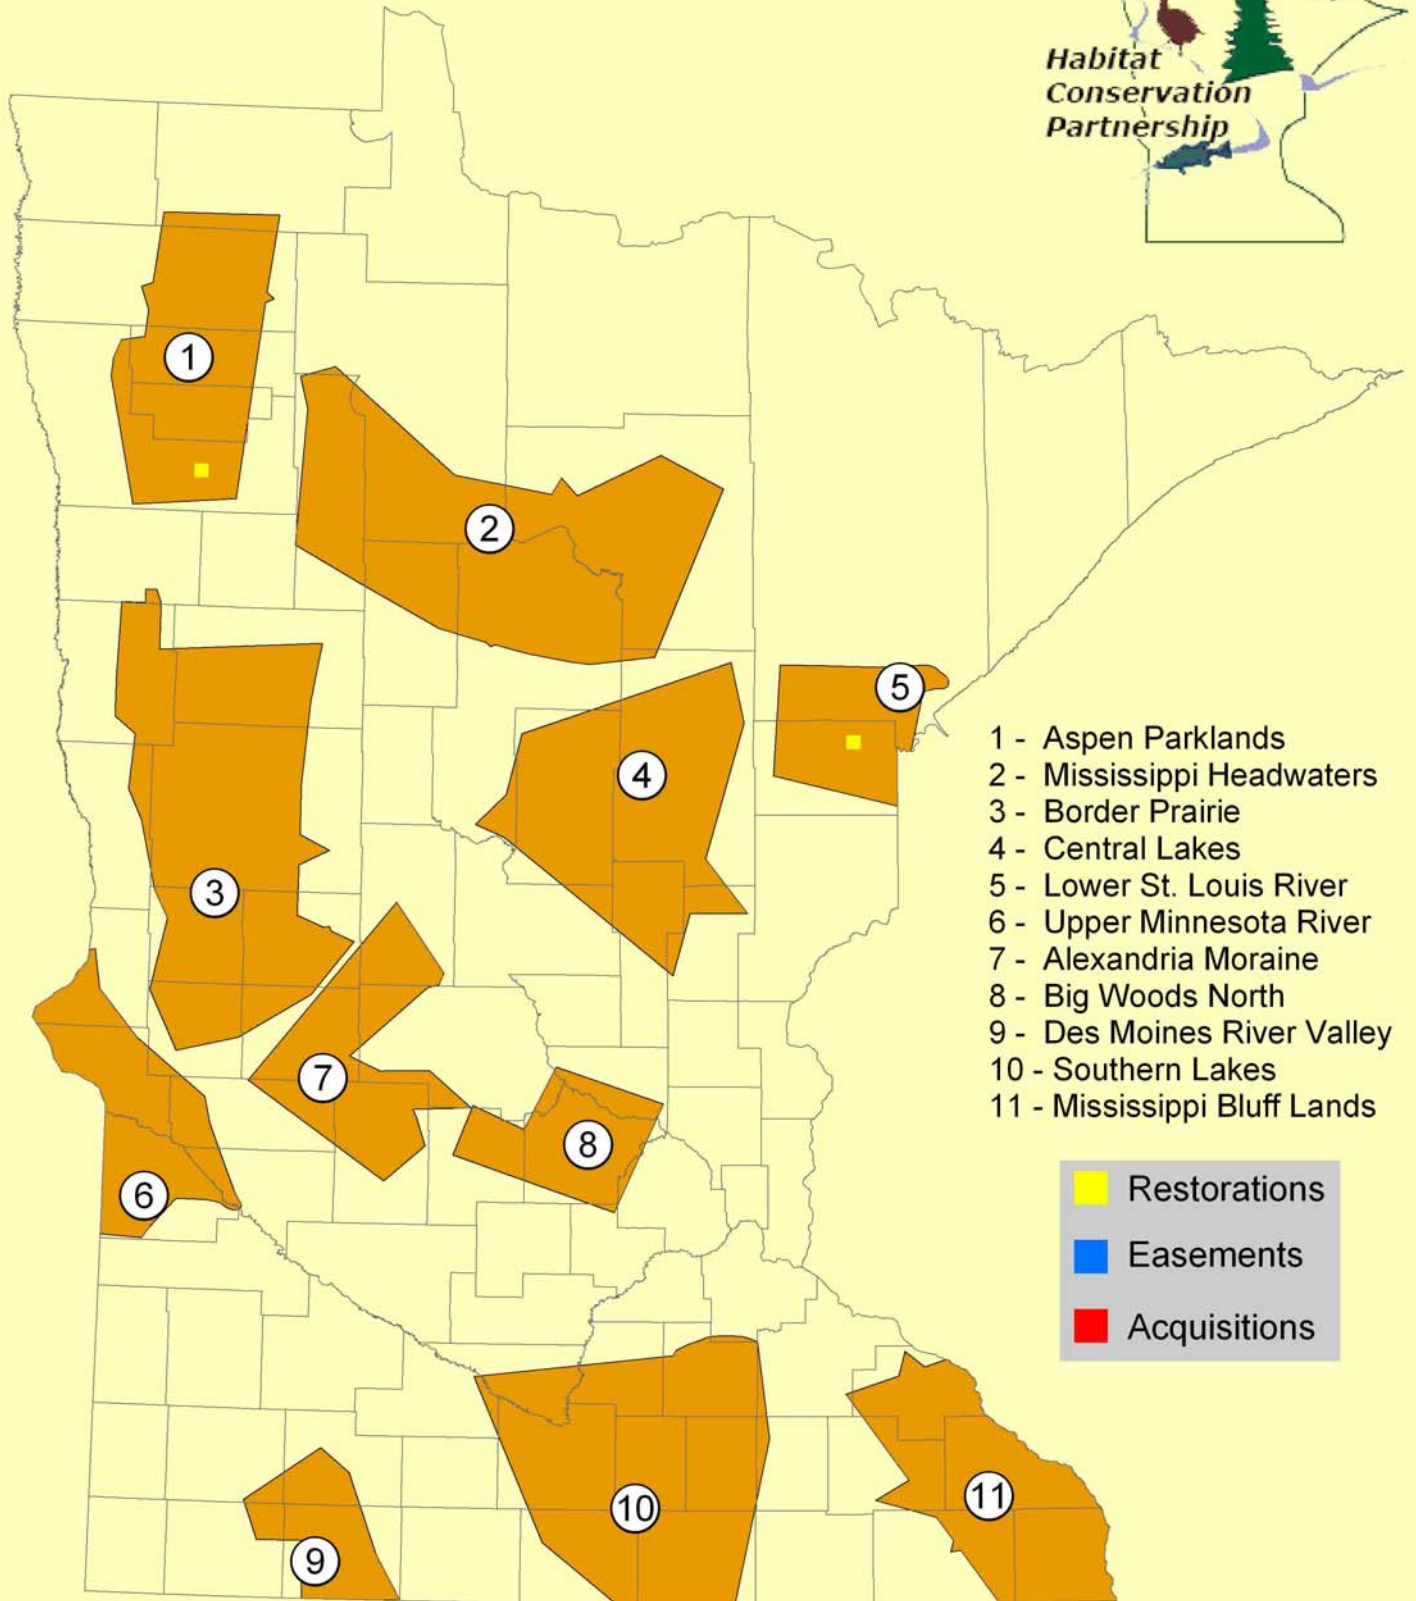 Habitat
Conservation
Partnership
1
2
3
4
5
6
7
8
9
10
11
1 - Aspen Parklands
2 - Mississippi Headwaters
3 - Border Prairie
4 - Central Lakes
5 - Lower St. Louis River
6 - Upper Minnesota River
7 - Alexandria Moraine
8 - Big Woods North
9 - Des Moines River Valley
10 - Southern Lakes
11 - Mississippi Bluff Lands
Restorations
Easements
Acquisitions